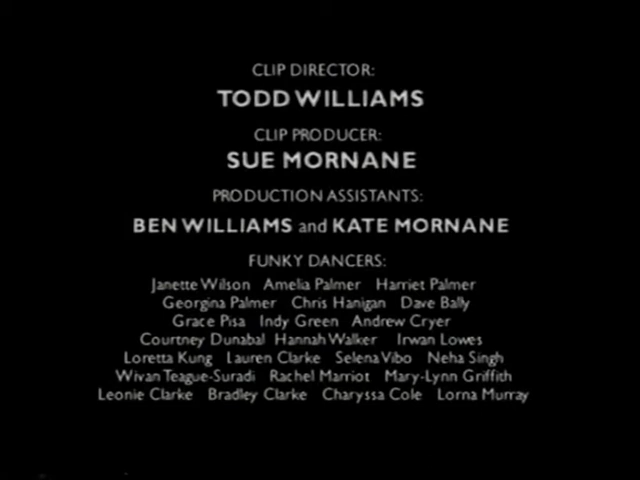 CLIP DIRECTOR:
TODD WILLIAMS
CLIP PRODUCER:
SUE MORNANE
PRODUCTION ASSISTANTS:
BEN WILLIAMS and KATE MORNANE
FUNKY DANCERS:
Janette Wilson Amelia Palmer Harriet Palmer
Georgina Palmer Chris Hanigan Dave Bally
Grace Pisa Indy Green Andrew Cryer
Courtney Dunabal Hannah Walker Irwan Lowes
Loretta Kung Lauren Clarke Selena Vibo Neha Singh
Wivan Teague-Suradi Rachel Marriot Mary-Lynn Griffith
Leonie Clarke Bradley Clarke Charyssa Cole Lorna Murray